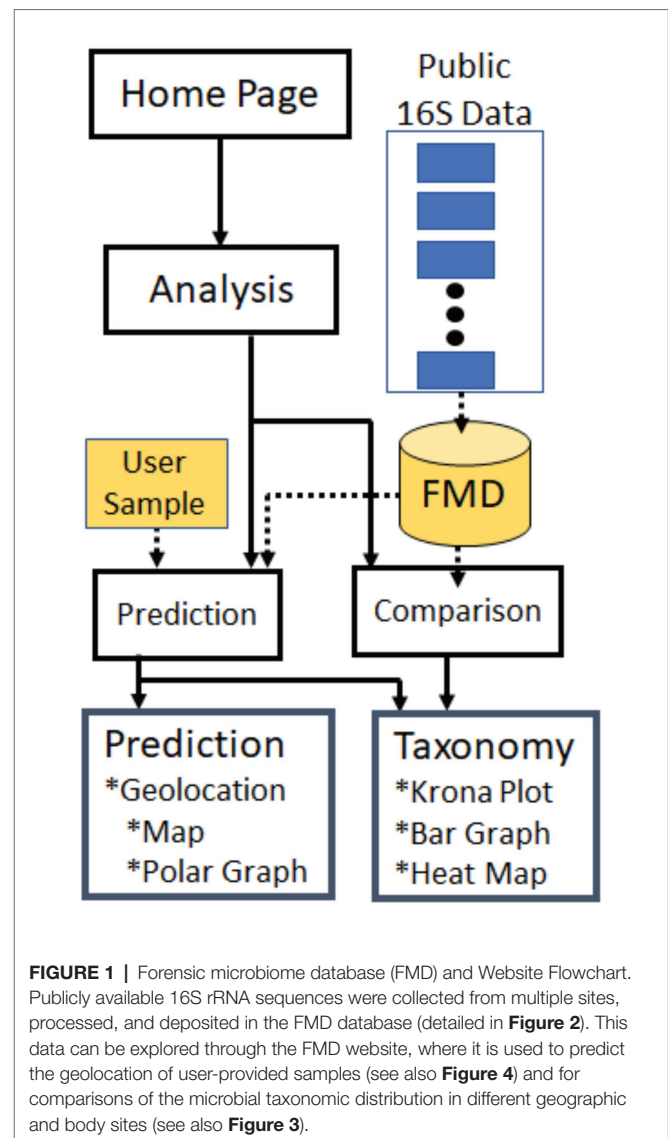 Home Page
Public
16S Data
Analysis
User
Sample
FMD
Prediction
Comparison
Prediction
*Geolocation
*Map
*Polar Graph
Taxonomy
*Krona Plot
*Bar Graph
*Heat Map
FIGURE 1 | Forensic microbiome database (FMD) and Website Flowchart.
Publicly available 16S rRNA sequences were collected from multiple sites,
processed, and deposited in the FMD database (detailed in Figure 2). This
data can be explored through the FMD website, where it is used to predict
the geolocation of user-provided samples (see also Figure 4) and for
comparisons of the microbial taxonomic distribution in different geographic
and body sites (see also Figure 3).